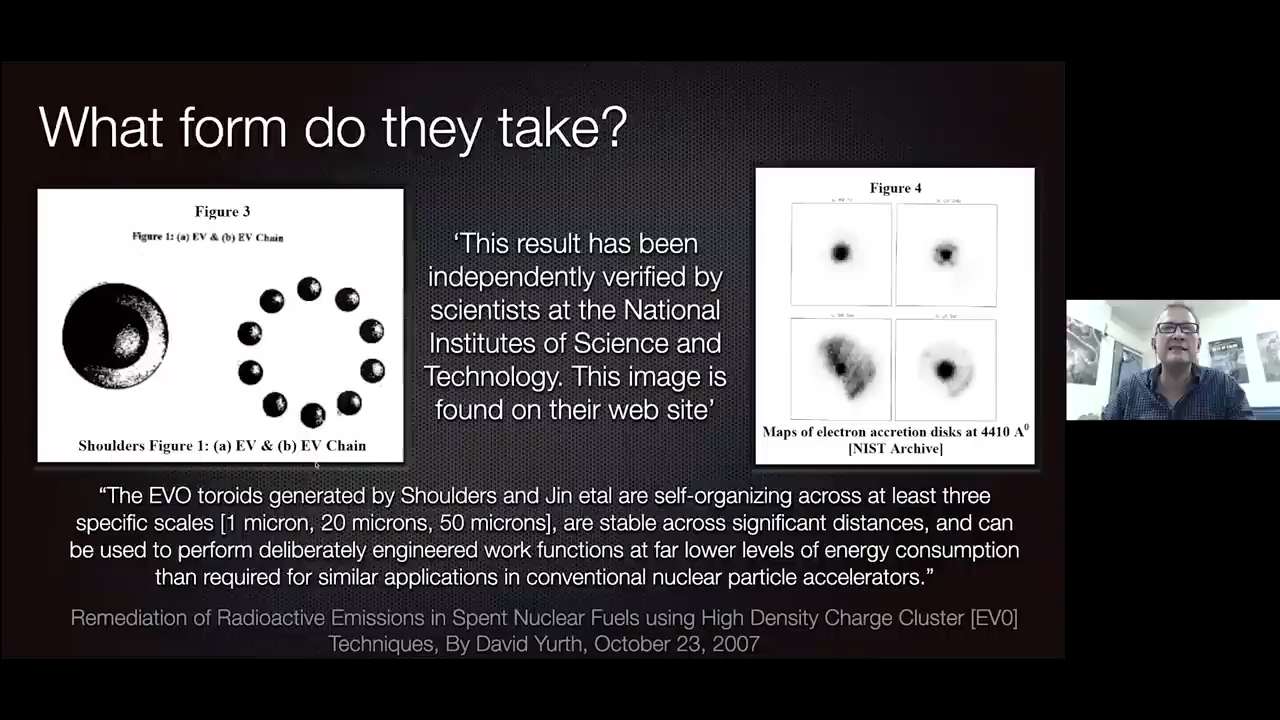 What form do they take?
Figure 3
Figure 1: (a) EV & (b) EV Chain
Shoulders Figure 1: (a) EV & (b) EV Chain
‘This result has been
independently verified by
scientists at the National
Institutes of Science and
Technology. This image is
found on their web site’
Figure 4
Maps of electron accretion disks at 4410 A⁰
[NIST Archive]
“The EVO toroids generated by Shoulders and Jin etal are self-organizing across at least three
specific scales [1 micron, 20 microns, 50 microns], are stable across significant distances, and can
be used to perform deliberately engineered work functions at far lower levels of energy consumption
than required for similar applications in conventional nuclear particle accelerators.”
Remediation of Radioactive Emissions in Spent Nuclear Fuels using High Density Charge Cluster [EV0]
Techniques, By David Yurth, October 23, 2007